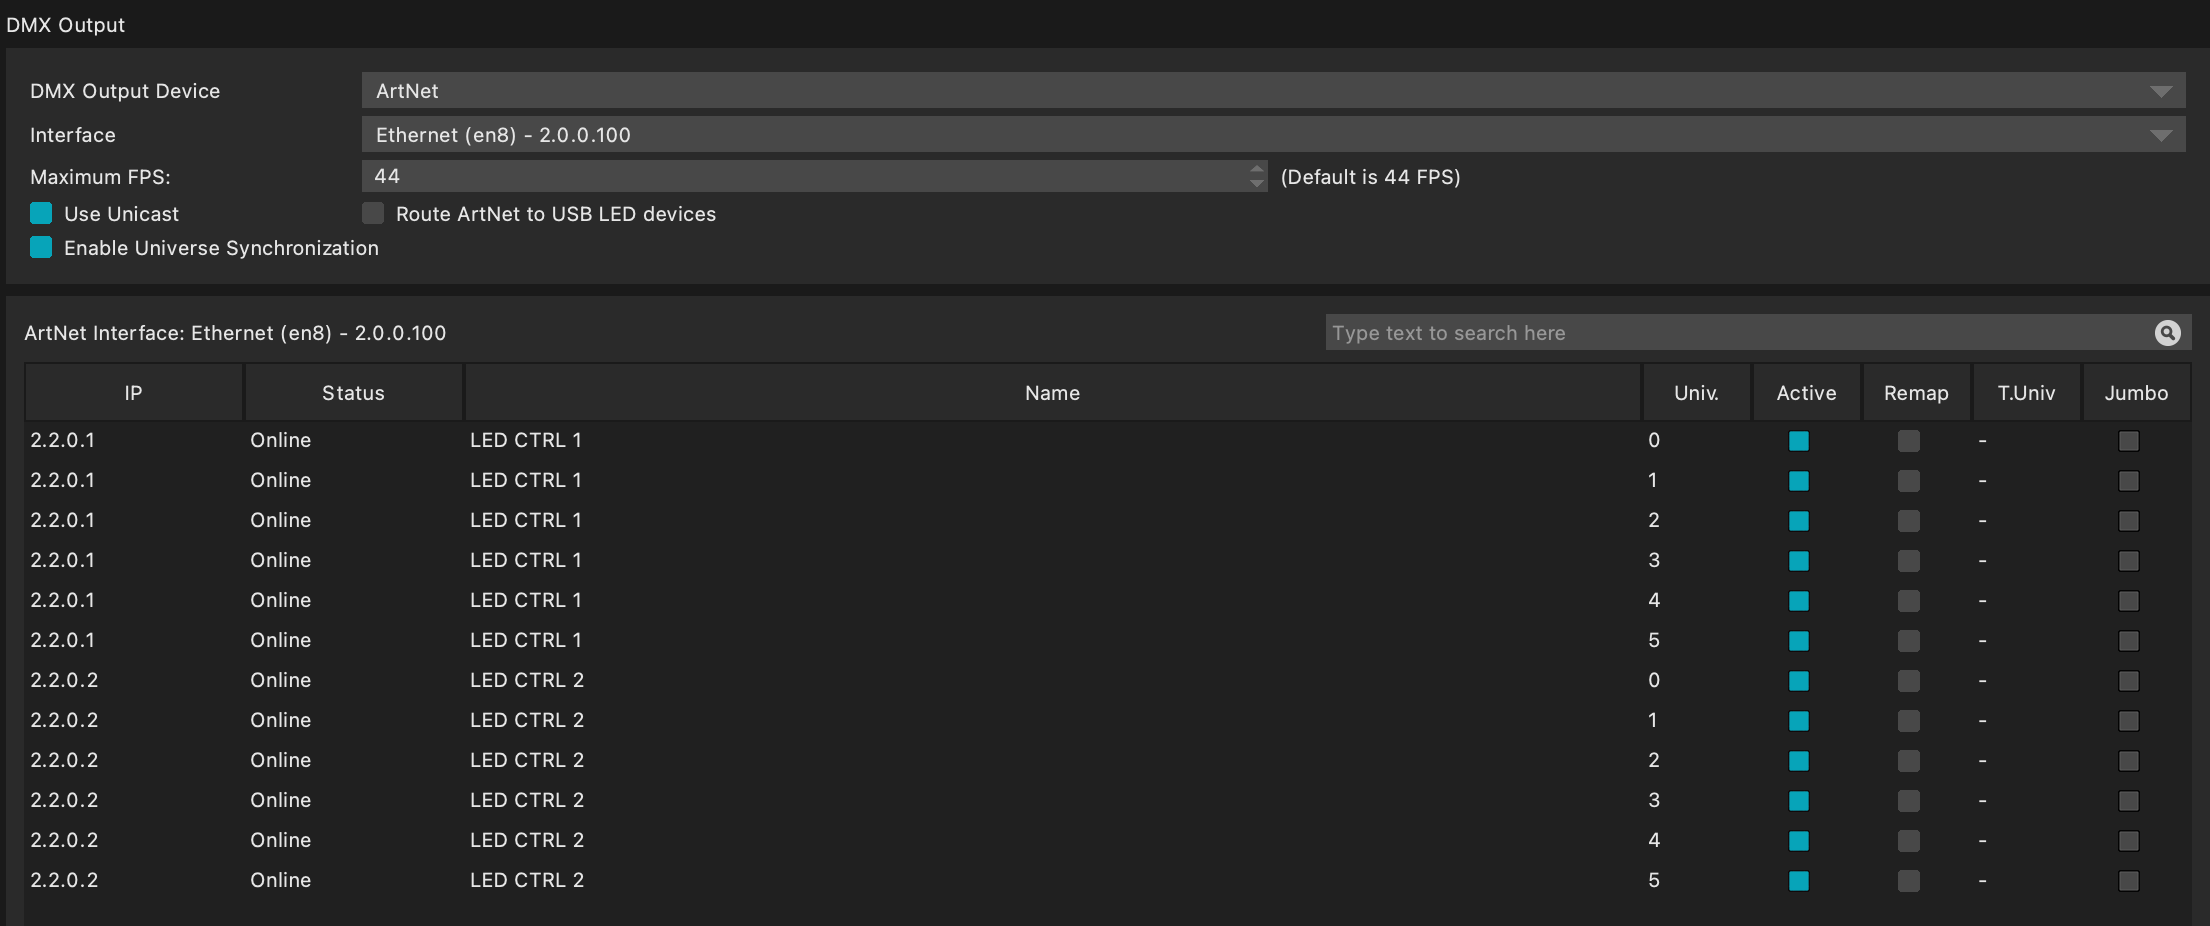 DMX Output
DMX Output Device ArtNet
Interface Ethernet (en8) - 2.0.0.100
Maximum FPS: 44 (Default is 44 FPS)
Use Unicast Route ArtNet to USB LED devices
Enable Universe Synchronization
ArtNet Interface: Ethernet (en8) - 2.0.0.100 Type text to search here
IP Status Name Univ. Active Remap T.Univ Jumbo
2.2.0.1 Online LED CTRL 1 0 -
2.2.0.1 Online LED CTRL 1 1 -
2.2.0.1 Online LED CTRL 1 2 -
2.2.0.1 Online LED CTRL 1 3 -
2.2.0.1 Online LED CTRL 1 4 -
2.2.0.1 Online LED CTRL 1 5 -
2.2.0.2 Online LED CTRL 2 0 -
2.2.0.2 Online LED CTRL 2 1 -
2.2.0.2 Online LED CTRL 2 2 -
2.2.0.2 Online LED CTRL 2 3 -
2.2.0.2 Online LED CTRL 2 4 -
2.2.0.2 Online LED CTRL 2 5 -